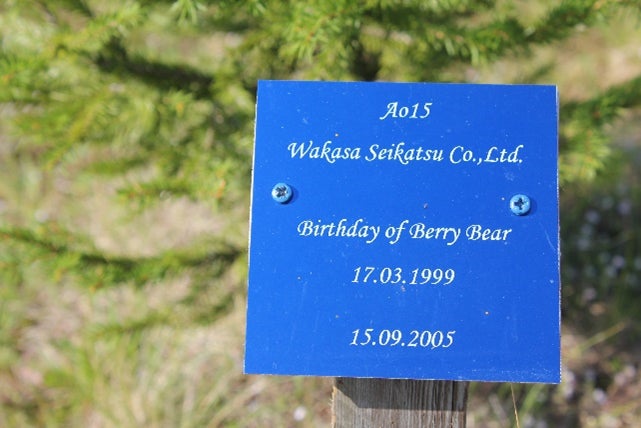 Ao15
Wakasa Seikatsu Co.,Ltd.
Birthday of Berry Bear
17.03.1999
15.09.2005